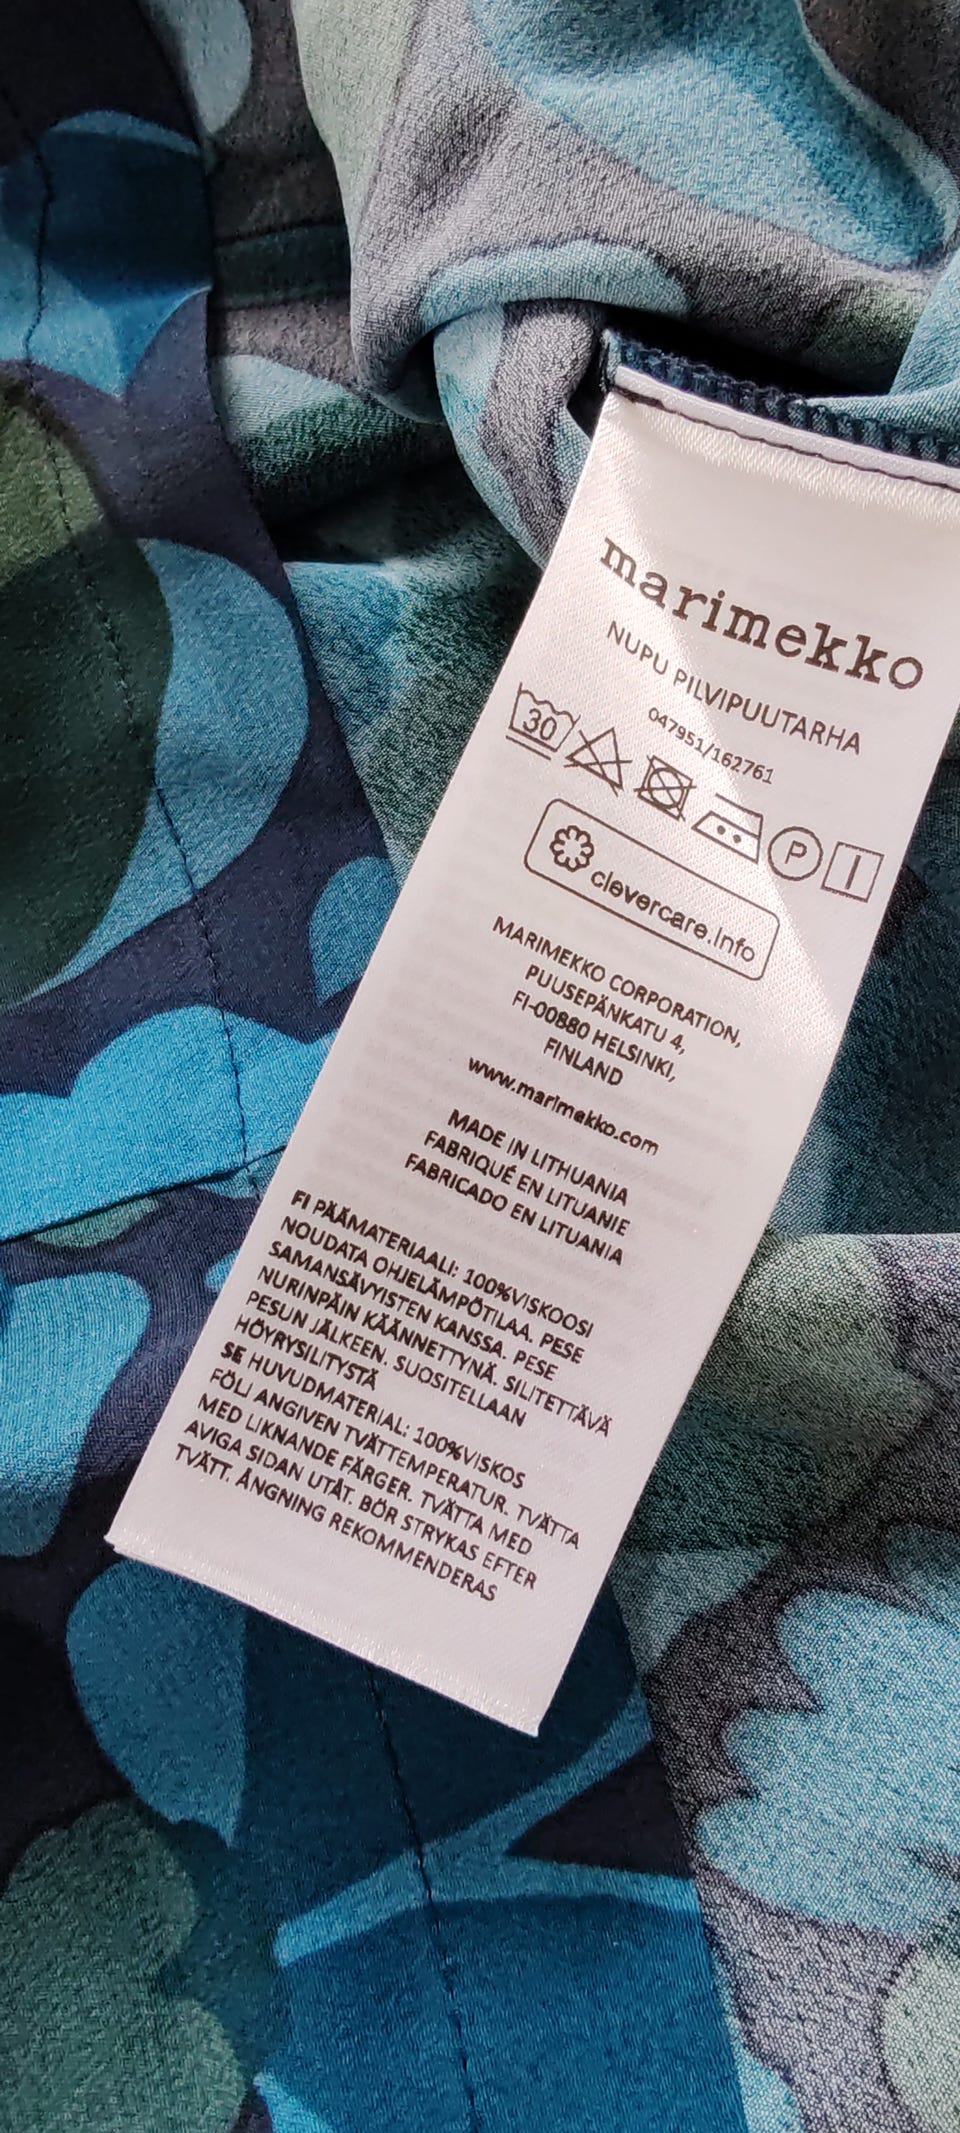 marimekko
NUPU PILVIPUUTARHA
047951/162761
30 P
clevercare.info
MARIMEKKO CORPORATION,
PUUSEPÄNKATU 4,
FI-00880 HELSINKI,
FINLAND
www.marimekko.com
MADE IN LITHUANIA
FABRIQUÉ EN LITUANIE
FABRICADO EN LITUANIA
FI PÄÄMATERIAALI: 100%VISKOOSI
NOUDATA OHJELÄMPÖTILAA. PESE
SAMANSÄVYISTEN KANSSA. PESE
NURINPÄIN KÄÄNNETTYNÄ. SILITETTÄVÄ
PESUN JÄLKEEN. SUOSITELLAAN
HÖYRYSILITYSTÄ
SE HUVUDMATERIAL: 100%VISKOS
FÖLJ ANGIVEN TVÄTTEMPERATUR. TVÄTTA
MED LIKNANDE FÄRGER. TVÄTTA MED
AVIGA SIDAN UTÅT. BÖR STRYKAS EFTER
TVÄTT. ÅNGNING REKOMMENDERAS